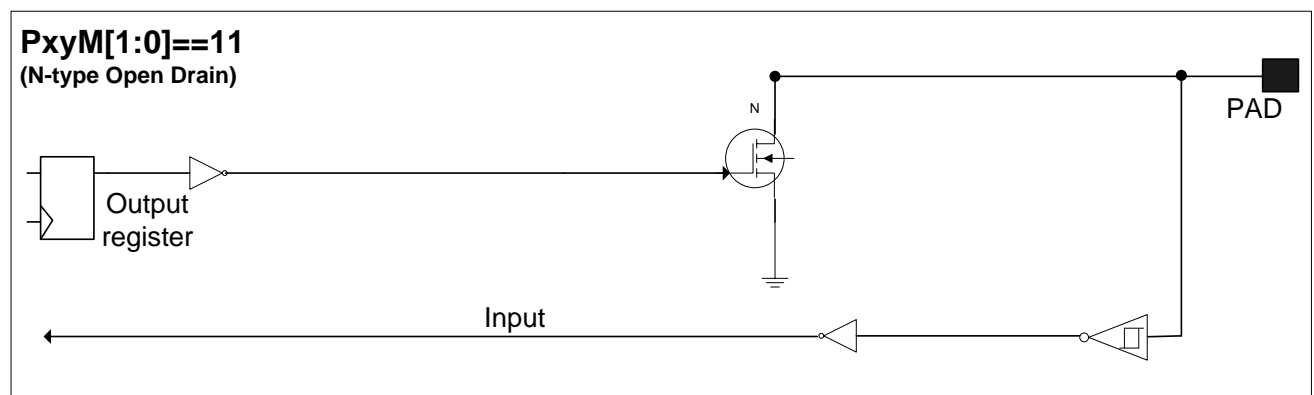 PxyM[1:0]==11
(N-type Open Drain)
N
PAD
Output
register
Input